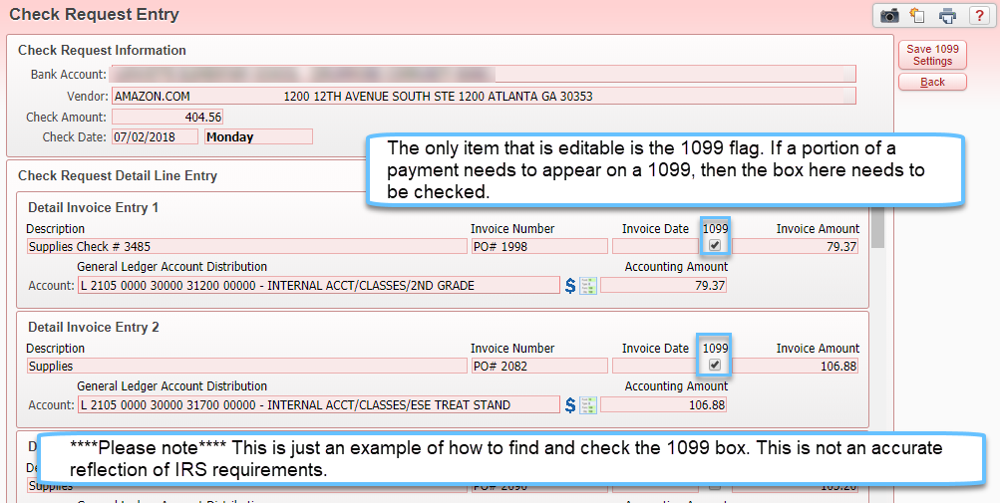 Check Request Entry
?
Save 1099
Settings
Back
Check Request Information
Bank Account:
Vendor: AMAZON.COM 1200 12TH AVENUE SOUTH STE 1200 ATLANTA GA 30353
Check Amount: 404.56
Check Date: 07/02/2018 Monday
The only item that is editable is the 1099 flag. If a portion of a
payment needs to appear on a 1099, then the box here needs to
be checked.
Check Request Detail Line Entry
Detail Invoice Entry 1
Description Invoice Number Invoice Date 1099 Invoice Amount
Supplies Check # 3485 PO# 1998 79.37
General Ledger Account Distribution Accounting Amount
Account: L 2105 0000 30000 31200 00000 - INTERNAL ACCT/CLASSES/2ND GRADE $ 79.37
Detail Invoice Entry 2
Description Invoice Number Invoice Date 1099 Invoice Amount
Supplies PO# 2082 106.88
General Ledger Account Distribution Accounting Amount
Account: L 2105 0000 30000 31700 00000 - INTERNAL ACCT/CLASSES/ESE TREAT STAND $ 106.88
****Please note**** This is just an example of how to find and check the 1099 box. This is not an accurate
reflection of IRS requirements.
Supplies PO# 2090